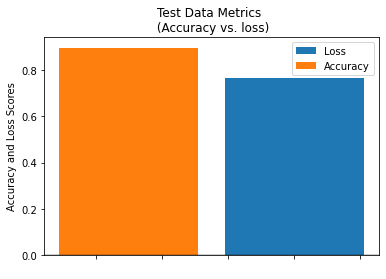 Test Data Metrics
(Accuracy vs. loss)
Loss
Accuracy
Accuracy and Loss Scores
0.8
0.6
0.4
0.2
0.0